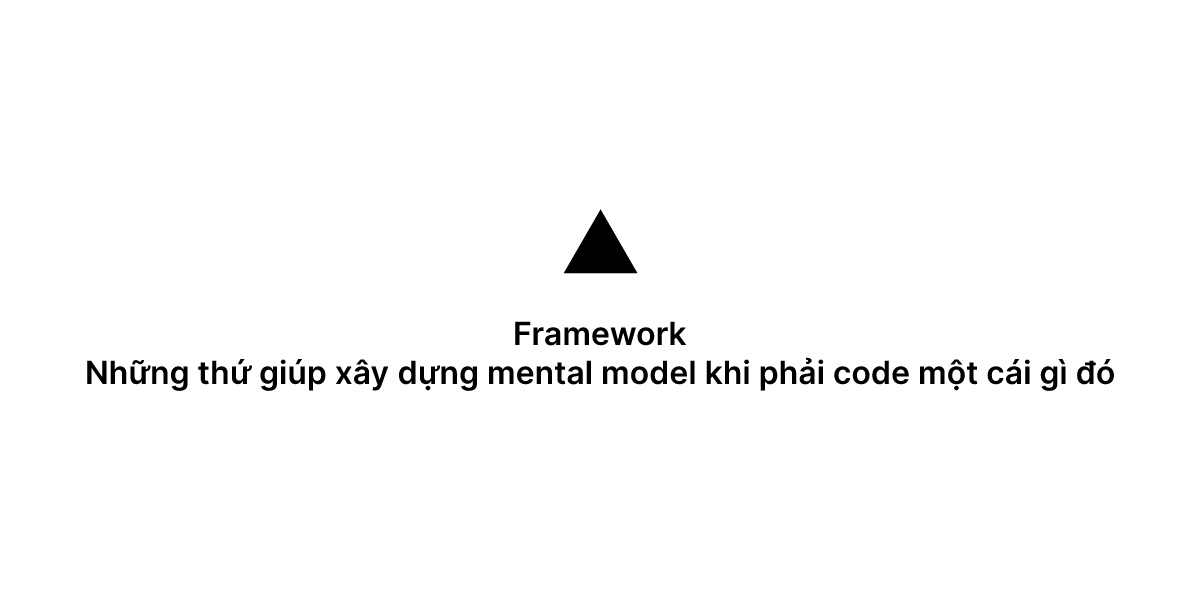 Framework
Những thứ giúp xây dựng mental model khi phải code một cái gì đó